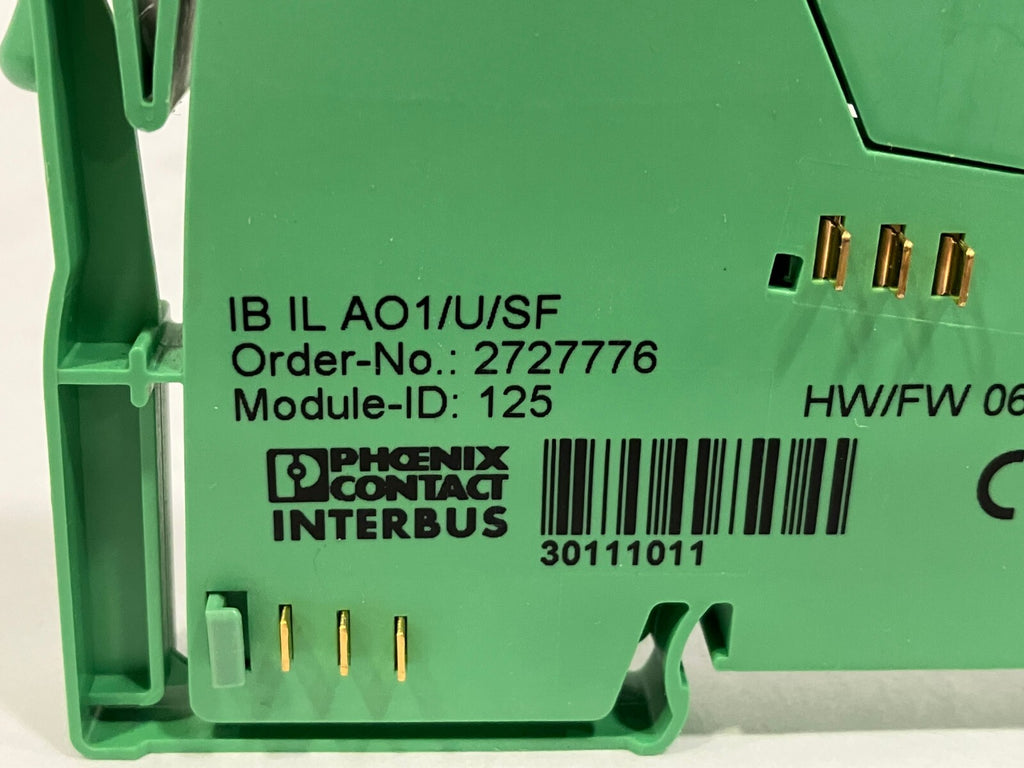 IB IL AO1/U/SF
Order-No.: 2727776
Module-ID: 125
HW/FW 06
PHŒNIX
CONTACT
INTERBUS
30111011